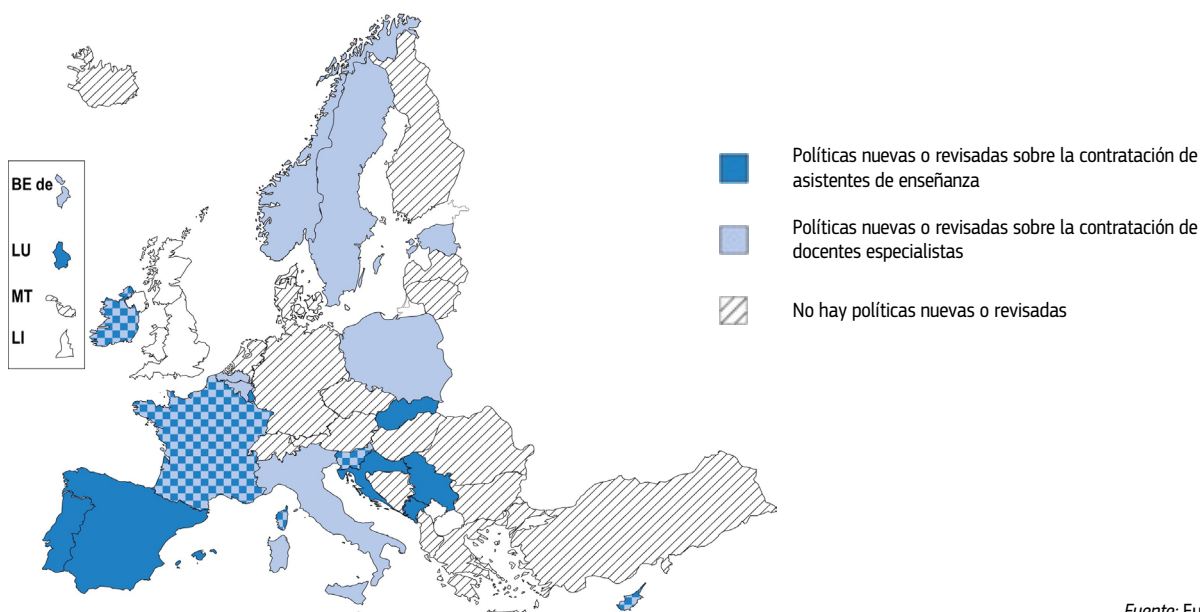 BE de
LU
MT
LI
Políticas nuevas o revisadas sobre la contratación de
asistentes de enseñanza
Políticas nuevas o revisadas sobre la contratación de
docentes especialistas
No hay políticas nuevas o revisadas
Fuente: Eu